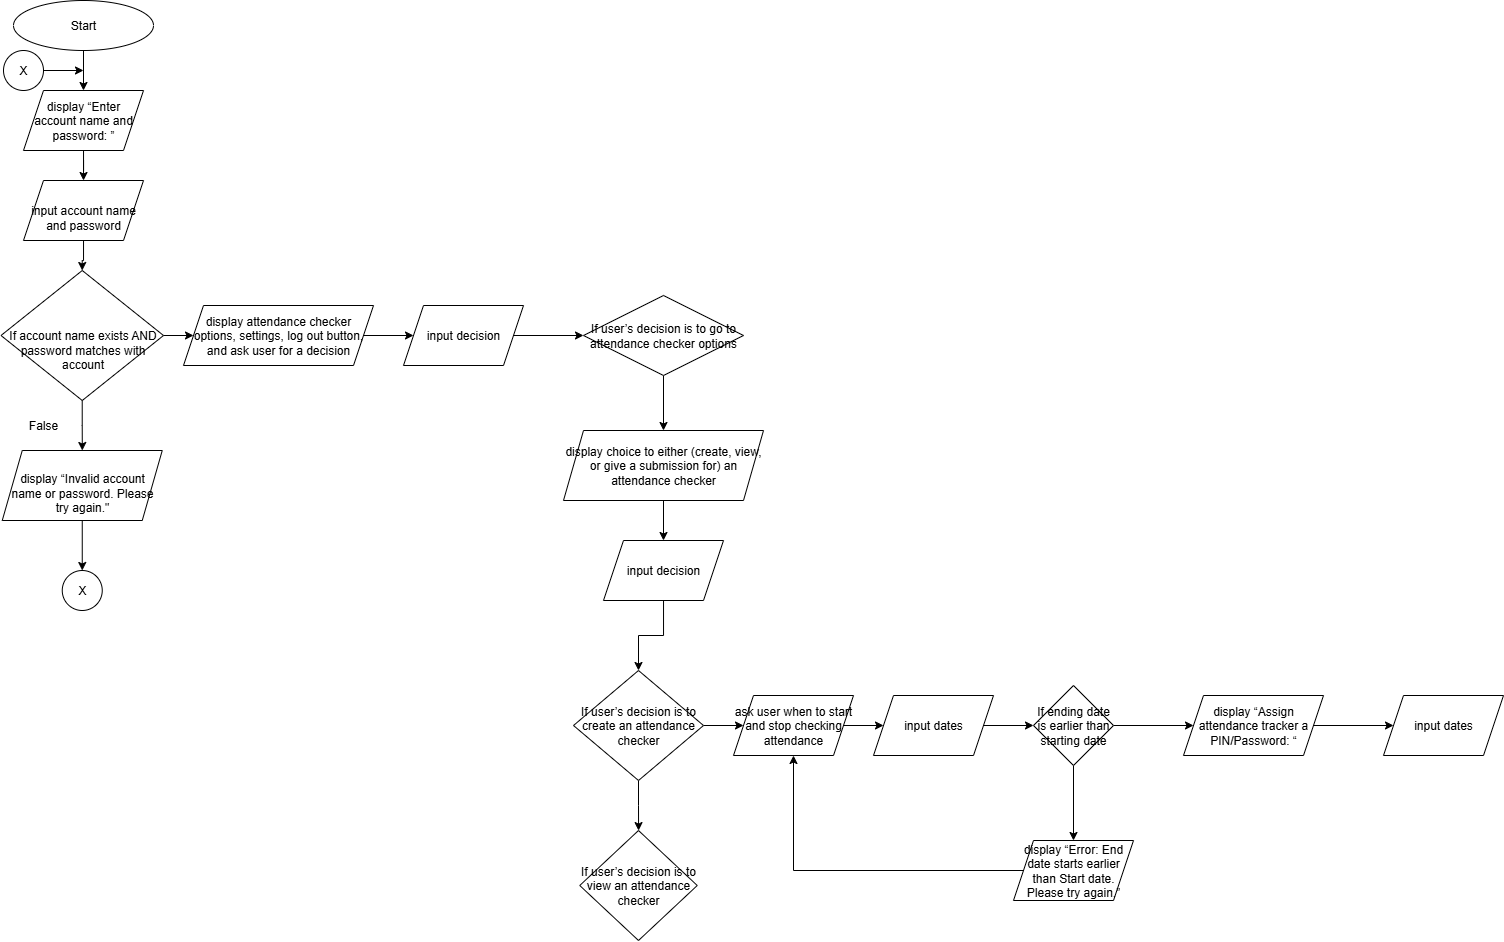 Start
X
display “Enter
account name and
password: ”
input account name
and password
If account name exists AND
password matches with
account
display attendance checker
options, settings, log out button,
and ask user for a decision
input decision
If user’s decision is to go to
attendance checker options
False
display “Invalid account
name or password. Please
try again."
X
display choice to either (create, view,
or give a submission for) an
attendance checker
input decision
If user’s decision is to
create an attendance
checker
ask user when to start
and stop checking
attendance
input dates
If ending date
is earlier than
starting date
display “Assign
attendance tracker a
PIN/Password: “
input dates
display “Error: End
date starts earlier
than Start date.
Please try again.”
If user’s decision is to
view an attendance
checker